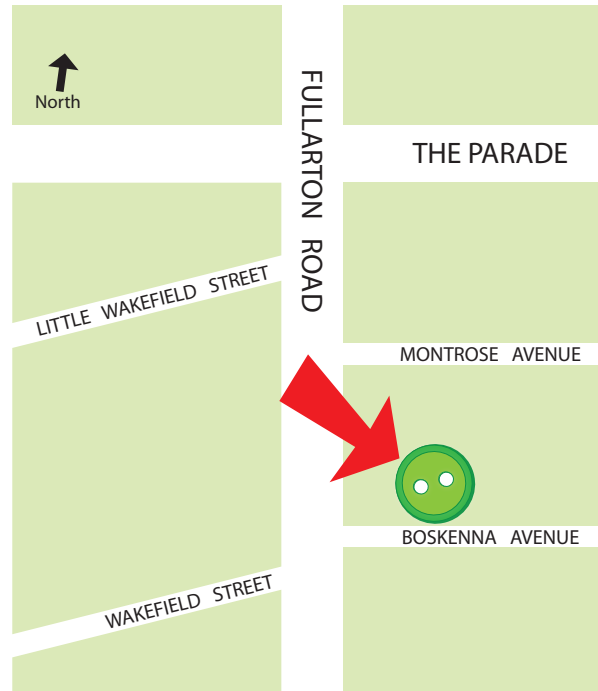 North
FULLARTON ROAD
THE PARADE
LITTLE WAKEFIELD STREET
MONTROSE AVENUE
BOSKENNA AVENUE
WAKEFIELD STREET